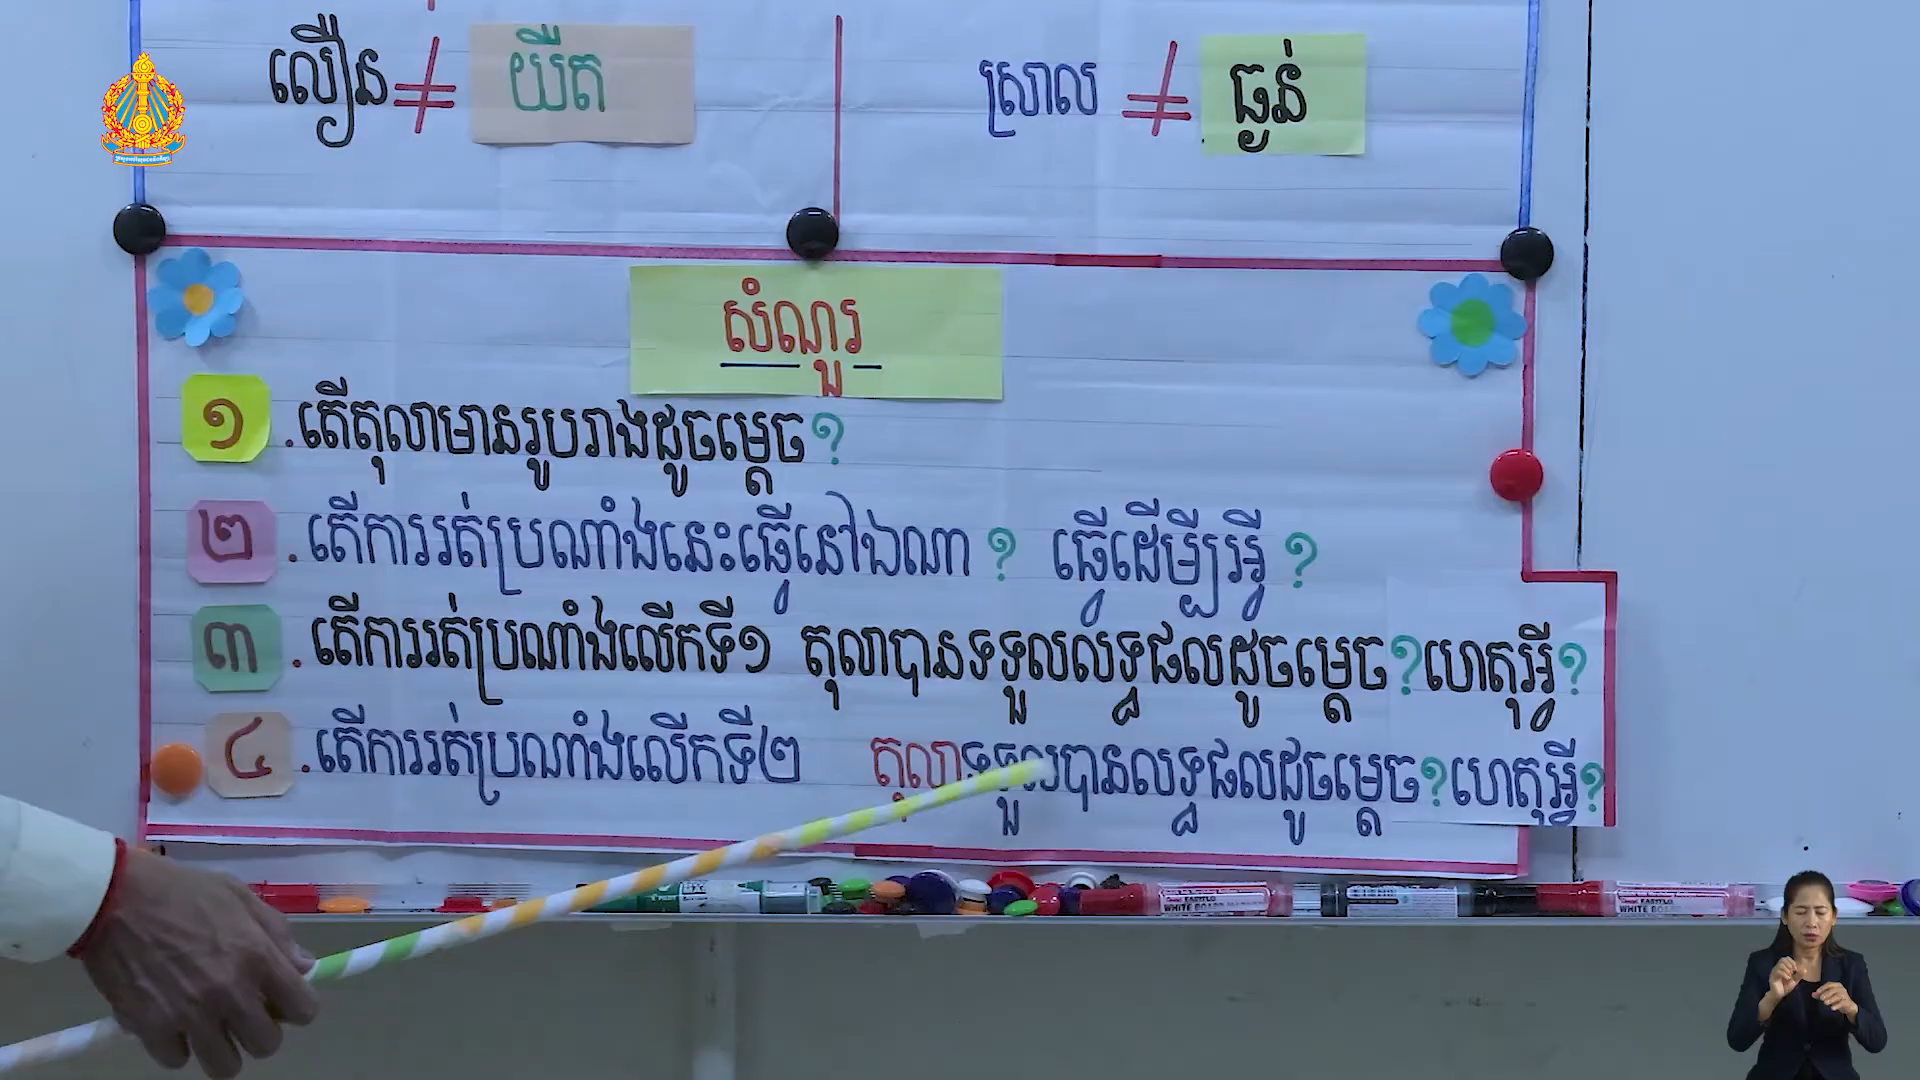 លឿន ≠ យឺត
ស្រាល ≠ ធ្ងន់
សំណួរ
១ . តើតុលាមានរូបរាងដូចម្ដេច?
២ . តើការរត់ប្រណាំងនេះធ្វើនៅឯណា? ធ្វើដើម្បីអ្វី?
៣ . តើការរត់ប្រណាំងលើកទី១ តុលាបានទទួលលទ្ធផលដូចម្ដេច?ហេតុអ្វី?
៤ . តើការរត់ប្រណាំងលើកទី២ តុលាទទួលបានលទ្ធផលដូចម្ដេច?ហេតុអ្វី?
WHITE BOARD
EASYFLO
WHITE BOARD